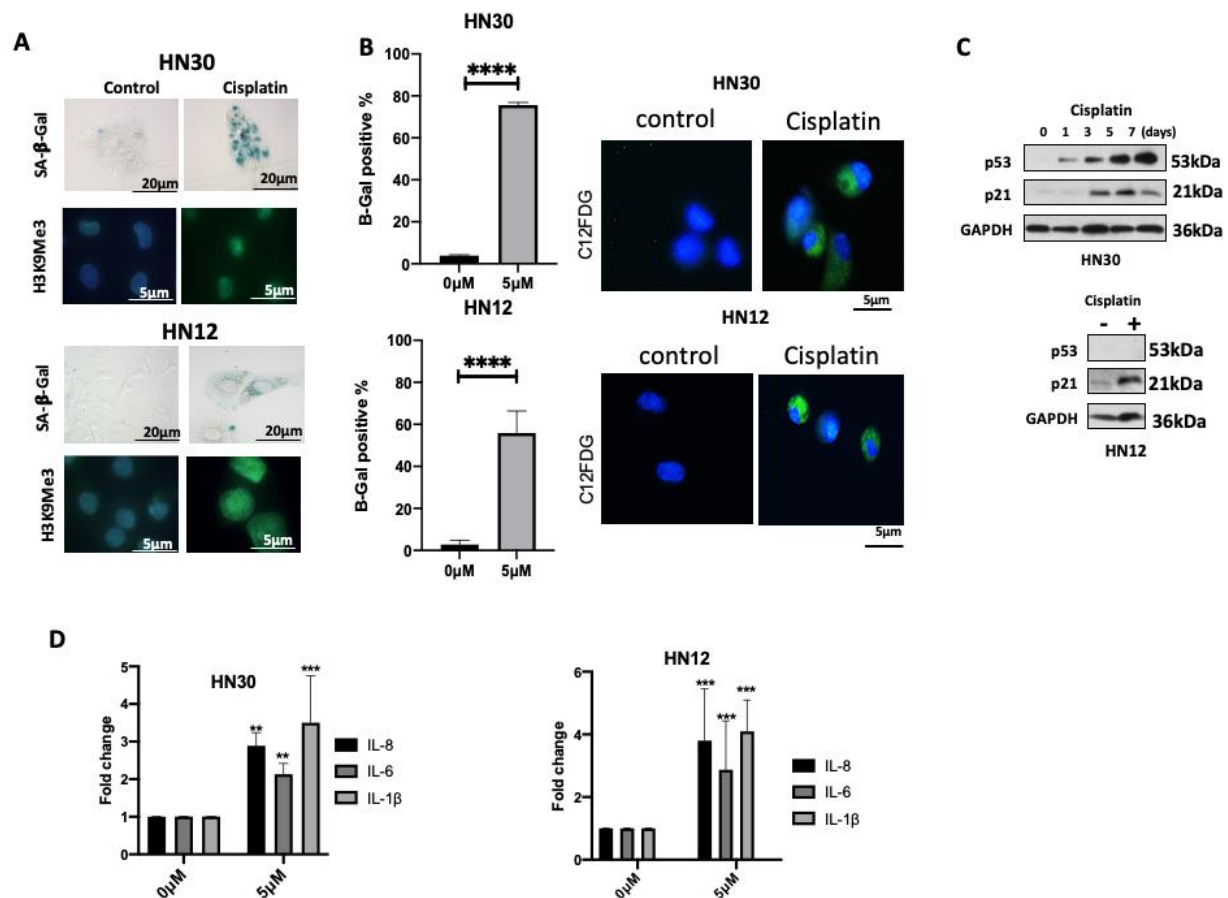 A
HN30
Control Cisplatin
SA-β-Gal
20µm 20µm
H3K9Me3
5µm 5µm
HN12
SA-β-Gal
20µm 20µm
H3K9Me3
5µm 5µm
B
HN30
B-Gal positive %
100
80
60
40
20
0
****
0µM 5µM
HN12
B-Gal positive %
100
80
60
40
20
0
****
0µM 5µM
HN30
control Cisplatin
C12FDG
5µm
HN12
control Cisplatin
C12FDG
5µm
C
Cisplatin
0 1 3 5 7 (days)
p53 53kDa
p21 21kDa
GAPDH 36kDa
HN30
Cisplatin
- +
p53 53kDa
p21 21kDa
GAPDH 36kDa
HN12
D
HN30
Fold change
5
4
3
2
1
0
** ** ***
0µM 5µM
IL-8
IL-6
IL-1β
HN12
Fold change
6
4
2
0
*** *** ***
0µM 5µM
IL-8
IL-6
IL-1β